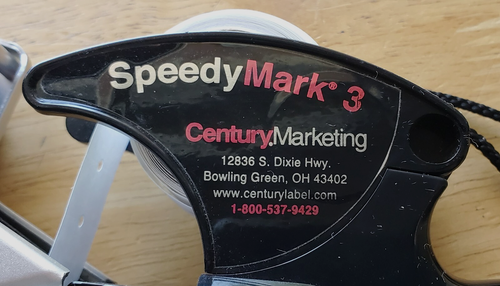 SpeedyMark® 3
Century.Marketing
12836 S. Dixie Hwy.
Bowling Green, OH 43402
www.centurylabel.com
1-800-537-9429